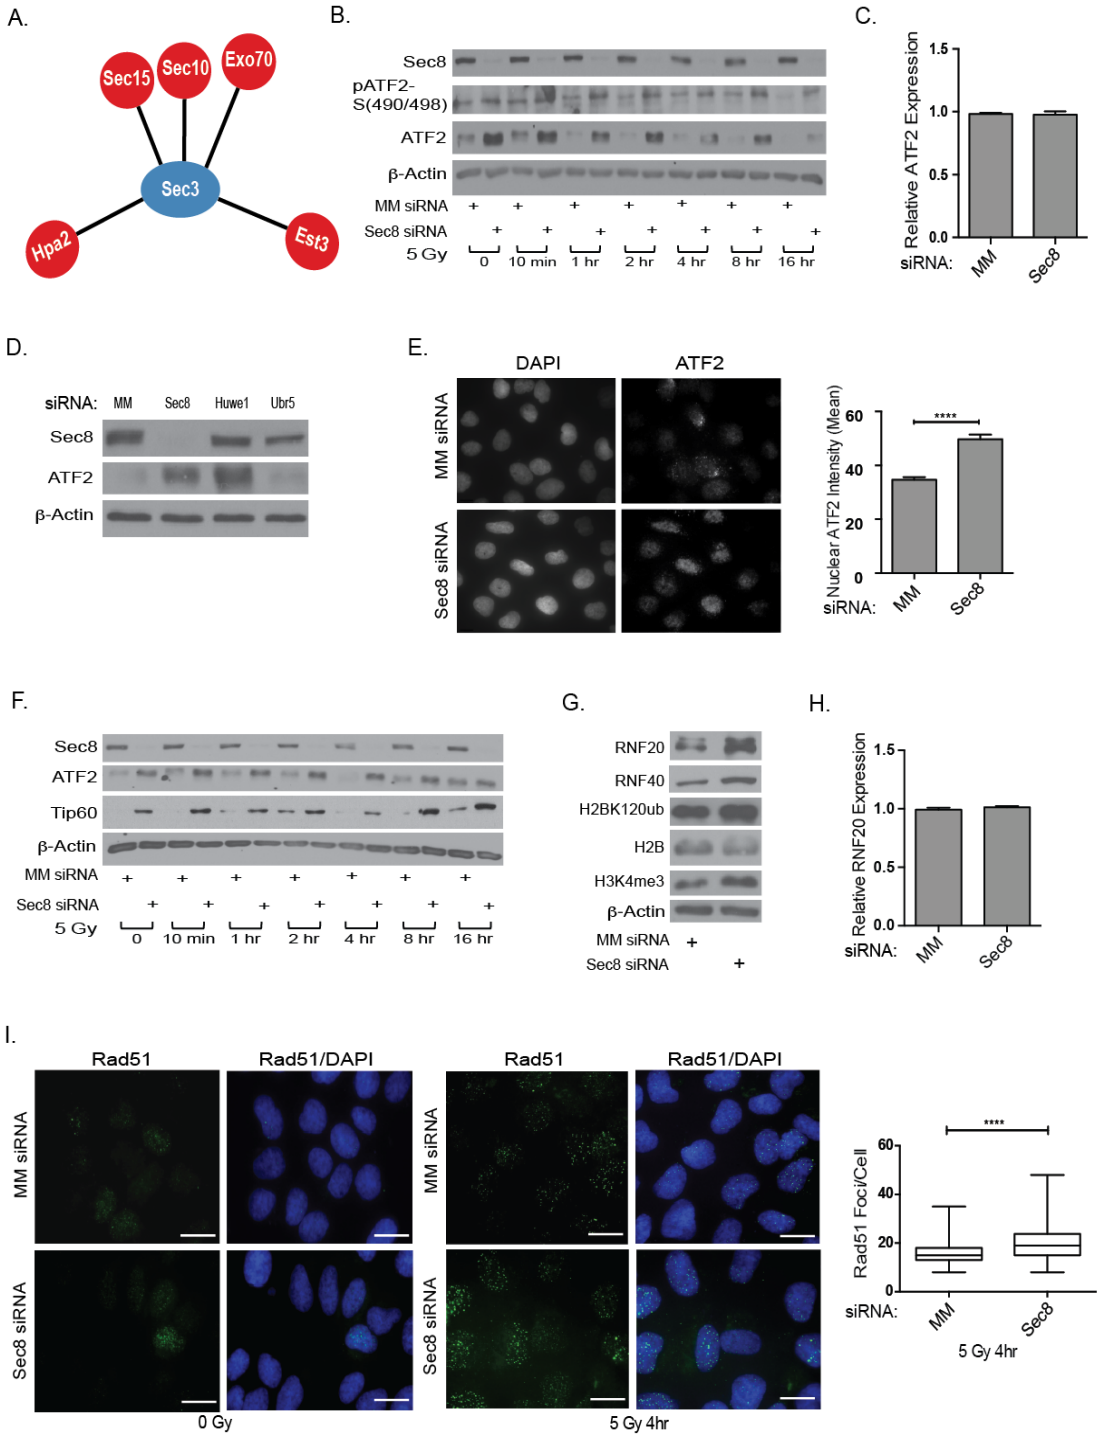 A.
Sec15
Sec10
Exo70
Sec3
Hpa2
Est3
B.
Sec8
pATF2-
S(490/498)
ATF2
β-Actin
MM siRNA + + + + + + +
Sec8 siRNA + + + + + + +
5 Gy 0 10 min 1 hr 2 hr 4 hr 8 hr 16 hr
C.
Relative ATF2 Expression
1.5
1.0
0.5
0.0
siRNA: MM Sec8
D.
siRNA: MM Sec8 Huwe1 Ubr5
Sec8
ATF2
β-Actin
E.
DAPI ATF2
MM siRNA
Sec8 siRNA
Nuclear ATF2 Intensity (Mean)
60
40
20
0
****
siRNA: MM Sec8
F.
Sec8
ATF2
Tip60
β-Actin
MM siRNA + + + + + + +
Sec8 siRNA + + + + + + +
5 Gy 0 10 min 1 hr 2 hr 4 hr 8 hr 16 hr
G.
RNF20
RNF40
H2BK120ub
H2B
H3K4me3
β-Actin
MM siRNA +
Sec8 siRNA +
H.
Relative RNF20 Expression
1.5
1.0
0.5
0.0
siRNA: MM Sec8
I.
Rad51 Rad51/DAPI Rad51 Rad51/DAPI
MM siRNA
Sec8 siRNA
0 Gy
MM siRNA
Sec8 siRNA
5 Gy 4hr
Rad51 Foci/Cell
60
40
20
0
****
siRNA: MM Sec8
5 Gy 4hr